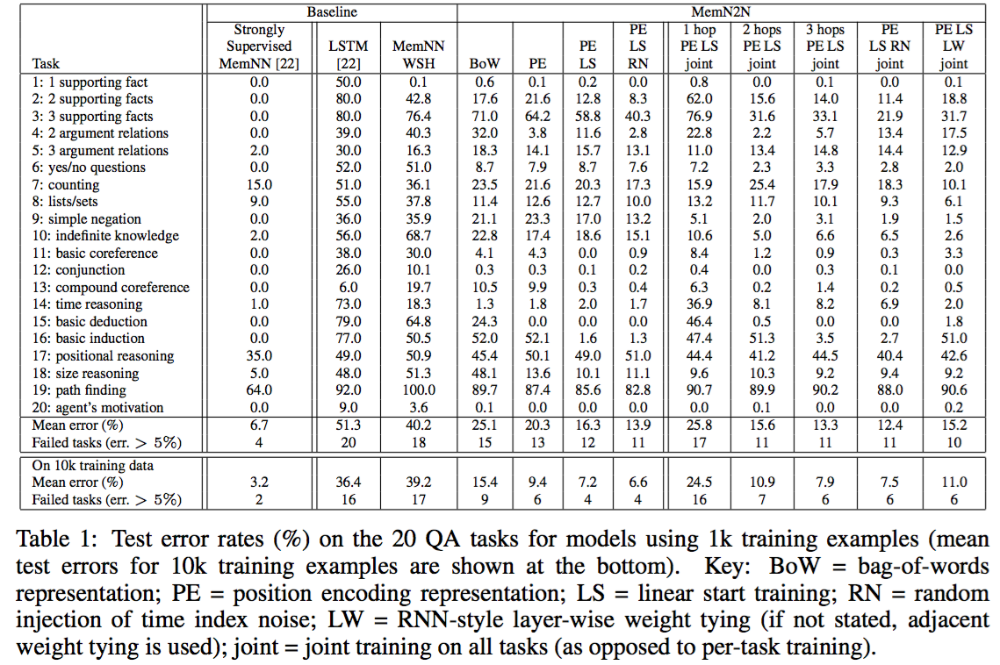 Baseline MemN2N
Strongly PE 1 hop 2 hops 3 hops PE PE LS
Supervised LSTM MemNN PE LS PE LS PE LS PE LS LS RN LW
Task MemNN [22] [22] WSH BoW PE LS RN joint joint joint joint joint
1: 1 supporting fact 0.0 50.0 0.1 0.6 0.1 0.2 0.0 0.8 0.0 0.1 0.0 0.1
2: 2 supporting facts 0.0 80.0 42.8 17.6 21.6 12.8 8.3 62.0 15.6 14.0 11.4 18.8
3: 3 supporting facts 0.0 80.0 76.4 71.0 64.2 58.8 40.3 76.9 31.6 33.1 21.9 31.7
4: 2 argument relations 0.0 39.0 40.3 32.0 3.8 11.6 2.8 22.8 2.2 5.7 13.4 17.5
5: 3 argument relations 2.0 30.0 16.3 18.3 14.1 15.7 13.1 11.0 13.4 14.8 14.4 12.9
6: yes/no questions 0.0 52.0 51.0 8.7 7.9 8.7 7.6 7.2 2.3 3.3 2.8 2.0
7: counting 15.0 51.0 36.1 23.5 21.6 20.3 17.3 15.9 25.4 17.9 18.3 10.1
8: lists/sets 9.0 55.0 37.8 11.4 12.6 12.7 10.0 13.2 11.7 10.1 9.3 6.1
9: simple negation 0.0 36.0 35.9 21.1 23.3 17.0 13.2 5.1 2.0 3.1 1.9 1.5
10: indefinite knowledge 2.0 56.0 68.7 22.8 17.4 18.6 15.1 10.6 5.0 6.6 6.5 2.6
11: basic coreference 0.0 38.0 30.0 4.1 4.3 0.0 0.9 8.4 1.2 0.9 0.3 3.3
12: conjunction 0.0 26.0 10.1 0.3 0.3 0.1 0.2 0.4 0.0 0.3 0.1 0.0
13: compound coreference 0.0 6.0 19.7 10.5 9.9 0.3 0.4 6.3 0.2 1.4 0.2 0.5
14: time reasoning 1.0 73.0 18.3 1.3 1.8 2.0 1.7 36.9 8.1 8.2 6.9 2.0
15: basic deduction 0.0 79.0 64.8 24.3 0.0 0.0 0.0 46.4 0.5 0.0 0.0 1.8
16: basic induction 0.0 77.0 50.5 52.0 52.1 1.6 1.3 47.4 51.3 3.5 2.7 51.0
17: positional reasoning 35.0 49.0 50.9 45.4 50.1 49.0 51.0 44.4 41.2 44.5 40.4 42.6
18: size reasoning 5.0 48.0 51.3 48.1 13.6 10.1 11.1 9.6 10.3 9.2 9.4 9.2
19: path finding 64.0 92.0 100.0 89.7 87.4 85.6 82.8 90.7 89.9 90.2 88.0 90.6
20: agent's motivation 0.0 9.0 3.6 0.1 0.0 0.0 0.0 0.0 0.1 0.0 0.0 0.2
Mean error (%) 6.7 51.3 40.2 25.1 20.3 16.3 13.9 25.8 15.6 13.3 12.4 15.2
Failed tasks (err. > 5%) 4 20 18 15 13 12 11 17 11 11 11 10
On 10k training data
Mean error (%) 3.2 36.4 39.2 15.4 9.4 7.2 6.6 24.5 10.9 7.9 7.5 11.0
Failed tasks (err. > 5%) 2 16 17 9 6 4 4 16 7 6 6 6
Table 1: Test error rates (%) on the 20 QA tasks for models using 1k training examples (mean
test errors for 10k training examples are shown at the bottom). Key: BoW = bag-of-words
representation; PE = position encoding representation; LS = linear start training; RN = random
injection of time index noise; LW = RNN-style layer-wise weight tying (if not stated, adjacent
weight tying is used); joint = joint training on all tasks (as opposed to per-task training).